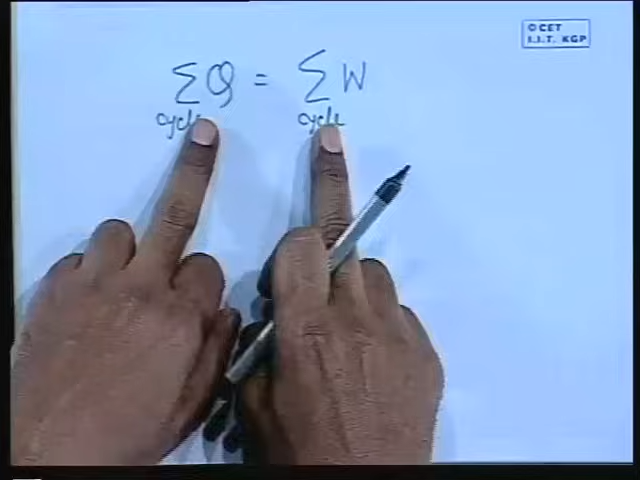 © CET
I.I.T. KGP
ΣQ = ΣW
cycle cycle